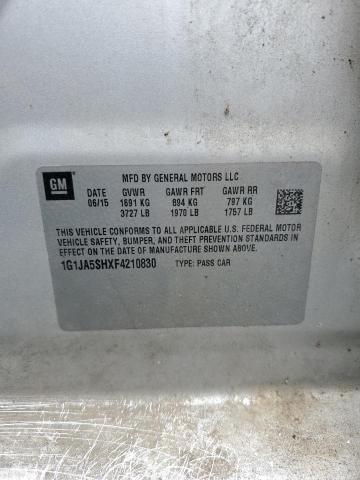 GM
MFD BY GENERAL MOTORS LLC
DATE GVWR GAWR FRT GAWR RR
06/15 1691 KG 894 KG 797 KG
3727 LB 1970 LB 1757 LB
THIS VEHICLE CONFORMS TO ALL APPLICABLE U.S. FEDERAL MOTOR
VEHICLE SAFETY, BUMPER, AND THEFT PREVENTION STANDARDS IN
EFFECT ON THE DATE OF MANUFACTURE SHOWN ABOVE.
1G1JA5SHXF4210830 TYPE: PASS CAR